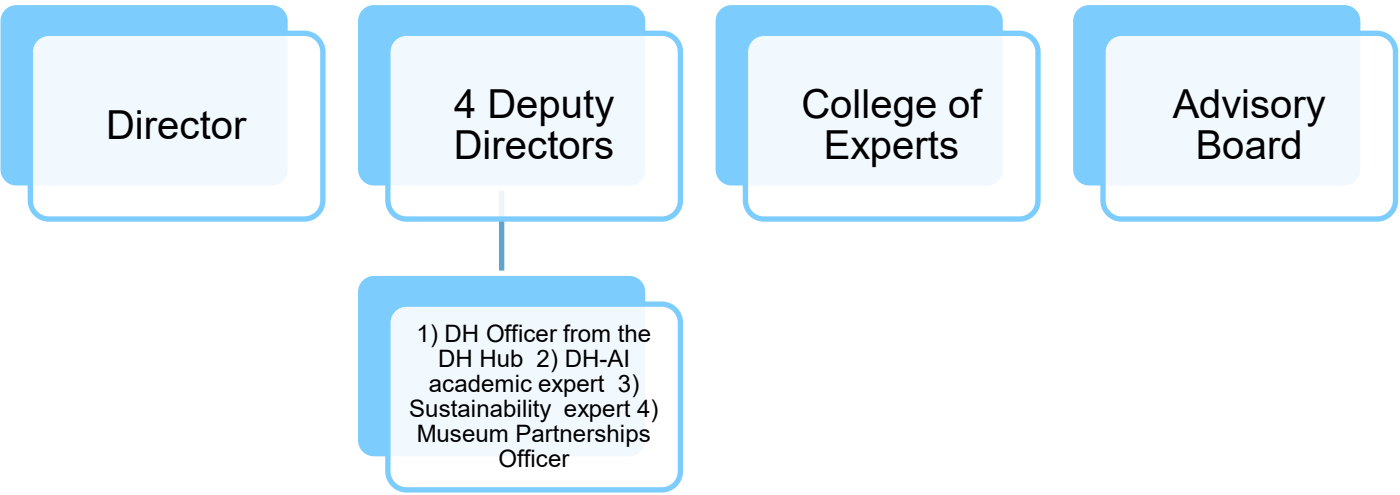 Director
4 Deputy
Directors
College of
Experts
Advisory
Board
1) DH Officer from the
DH Hub  2) DH-AI
academic expert  3)
Sustainability  expert 4)
Museum Partnerships
Officer